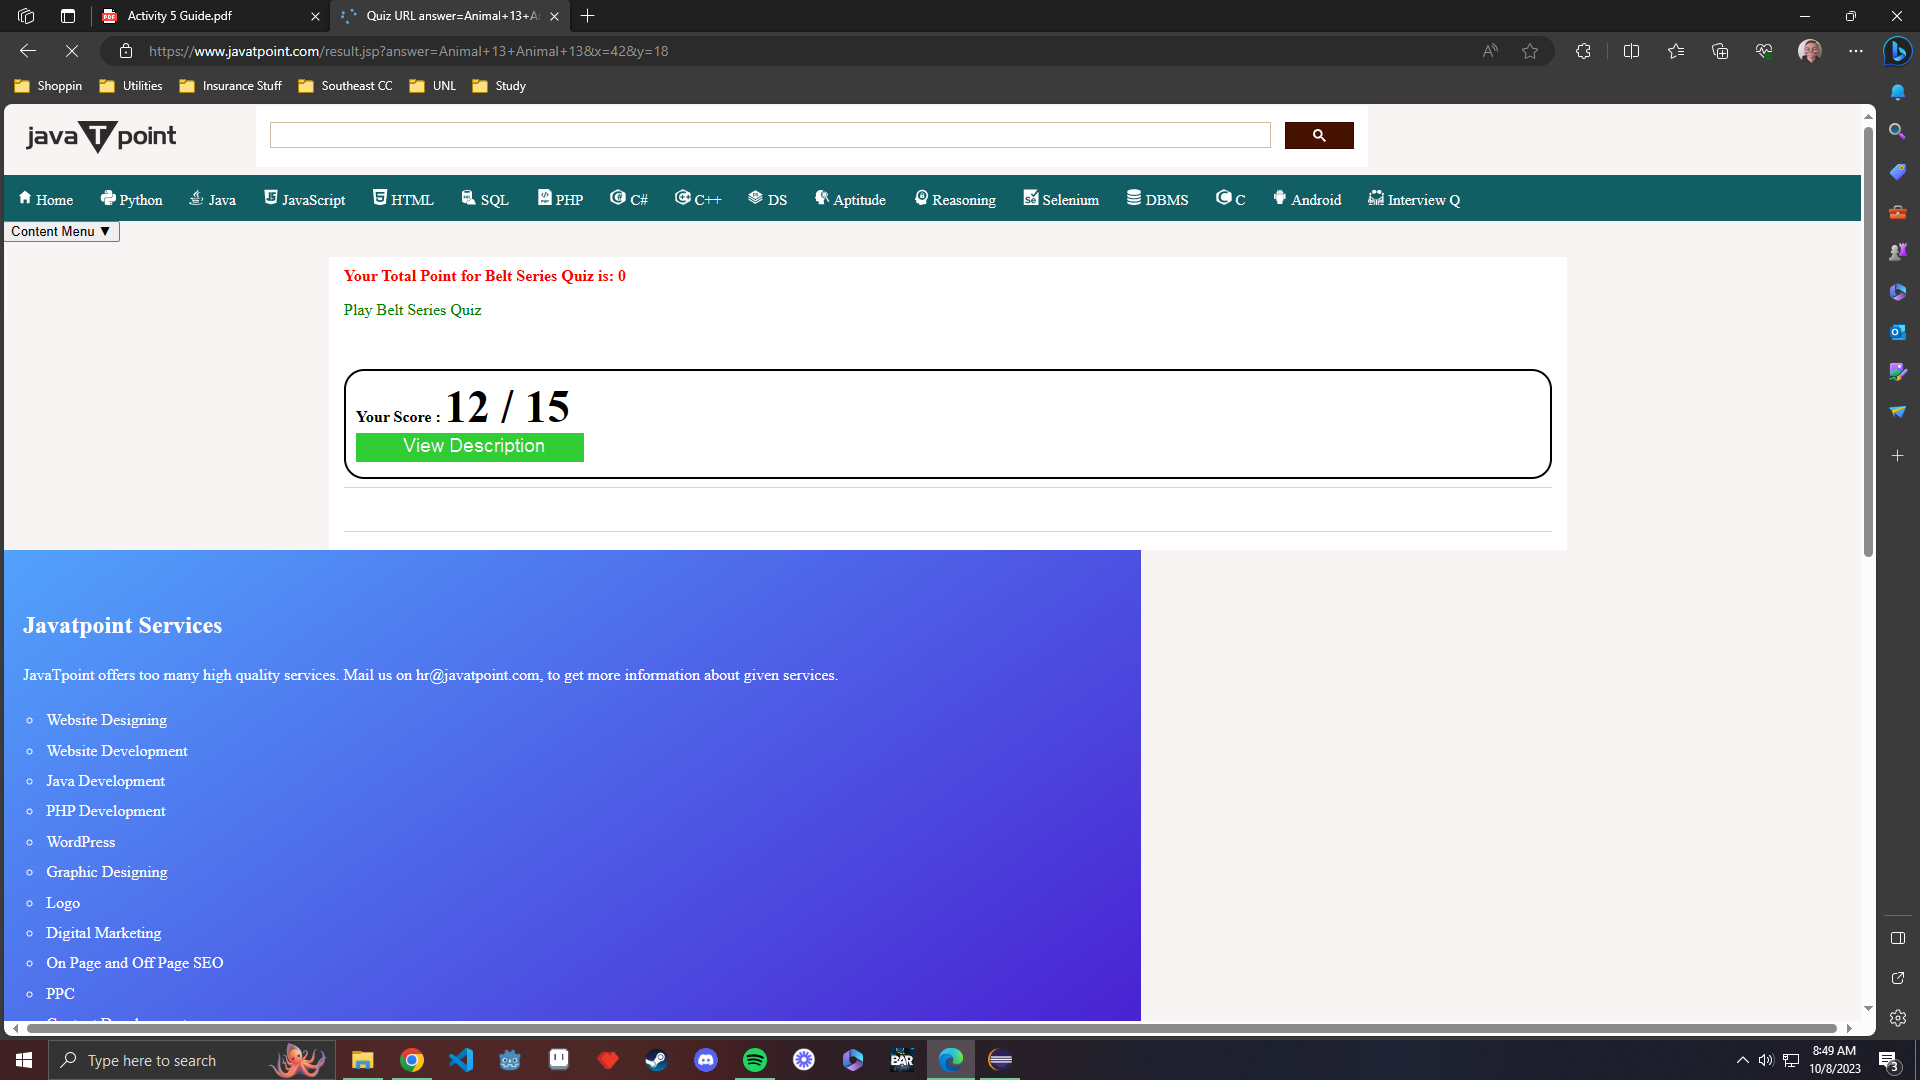 Activity 5 Guide.pdf
Quiz URL answer=Animal+13+A
https://www.javatpoint.com/result.jsp?answer=Animal+13+Animal+13&x=42&y=18
Shoppin Utilities Insurance Stuff Southeast CC UNL Study
javaTpoint
Home Python Java JavaScript HTML SQL PHP C# C++ DS Aptitude Reasoning Selenium DBMS C Android Interview Q
Content Menu ▼
Your Total Point for Belt Series Quiz is: 0
Play Belt Series Quiz
Your Score : 12 / 15
View Description
Javatpoint Services
JavaTpoint offers too many high quality services. Mail us on hr@javatpoint.com, to get more information about given services.
Website Designing
Website Development
Java Development
PHP Development
WordPress
Graphic Designing
Logo
Digital Marketing
On Page and Off Page SEO
PPC
Type here to search
BAR
8:49 AM
10/8/2023
3